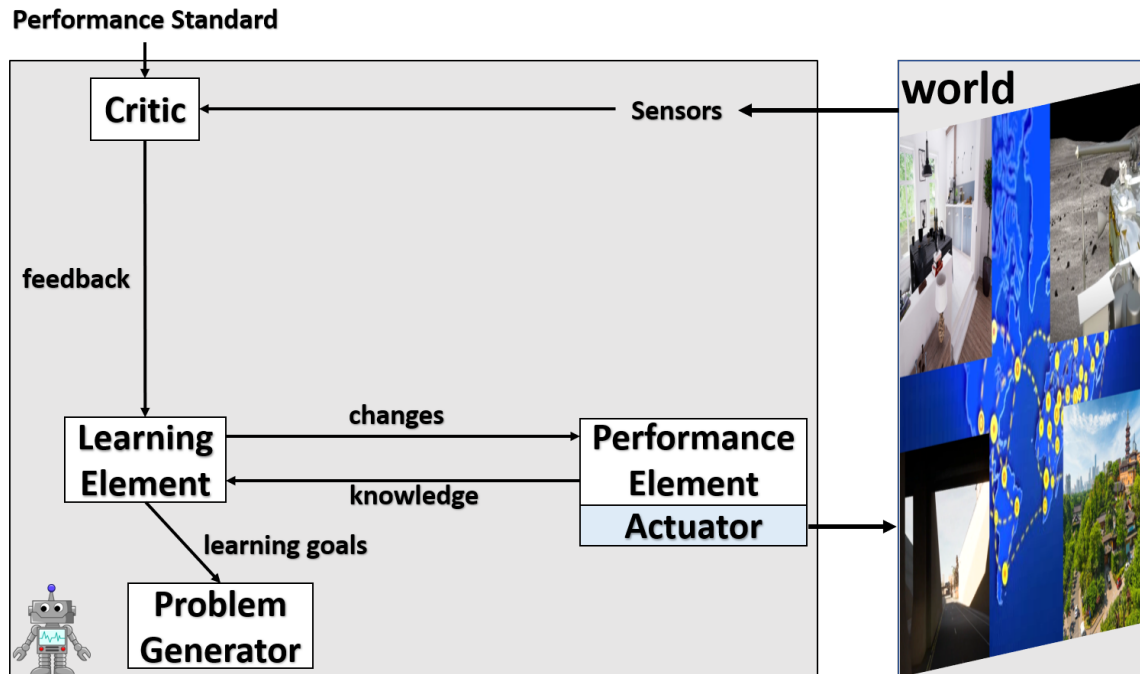 Performance Standard
world
Critic
Sensors
feedback
changes
Learning
Element
Performance
Element
knowledge
Actuator
learning goals
Problem
Generator